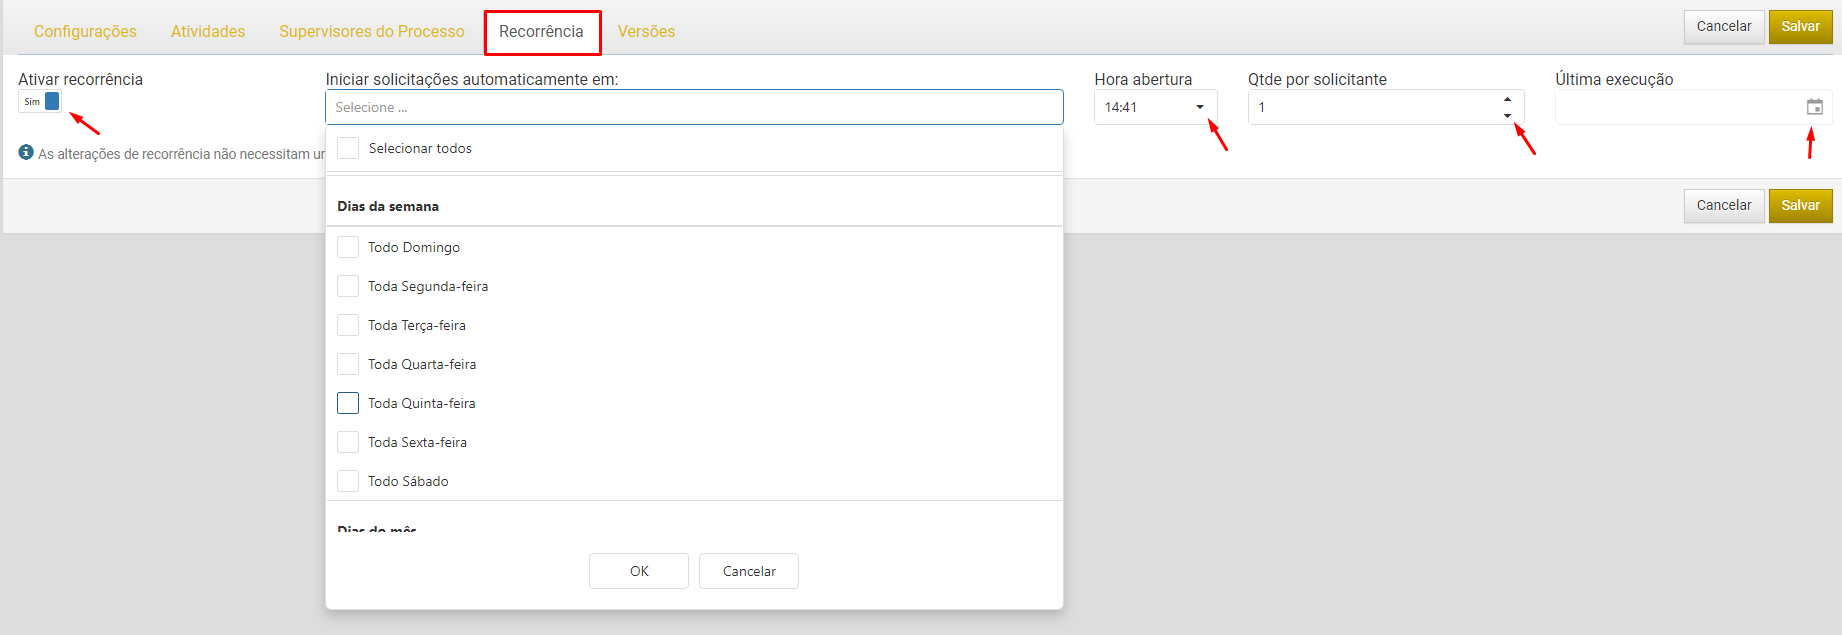 Configurações Atividades Supervisores do Processo Recorrência Versões Cancelar Salvar
Ativar recorrência Iniciar solicitações automaticamente em: Hora abertura Qtde por solicitante Última execução
Sim Selecione ... 14:41 1
Selecionar todos
As alterações de recorrência não necessitam
Dias da semana
Cancelar Salvar
Todo Domingo
Toda Segunda-feira
Toda Terça-feira
Toda Quarta-feira
Toda Quinta-feira
Toda Sexta-feira
Todo Sábado
Dias do mês
OK Cancelar